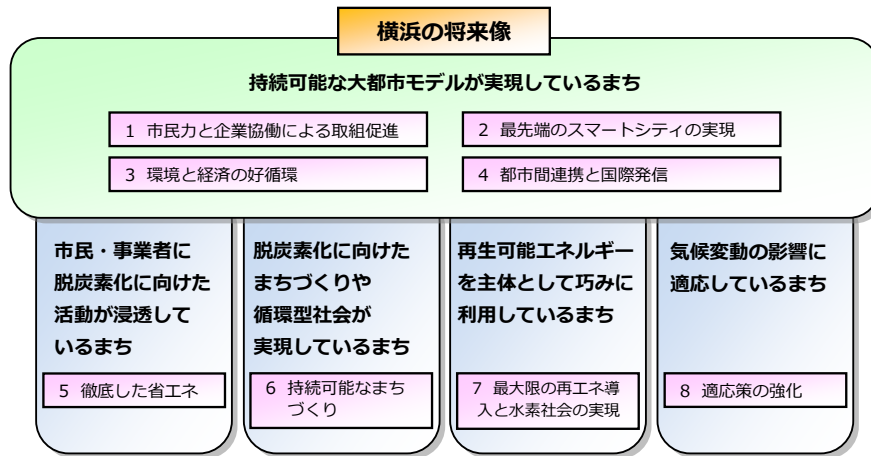 横浜の将来像
持続可能な大都市モデルが実現しているまち
1 市民力と企業協働による取組促進
2 最先端のスマートシティの実現
3 環境と経済の好循環
4 都市間連携と国際発信
市民・事業者に
脱炭素化に向けた
活動が浸透して
いるまち
5 徹底した省エネ
脱炭素化に向けた
まちづくりや
循環型社会が
実現しているまち
6 持続可能なまち
づくり
再生可能エネルギー
を主体として巧みに
利用しているまち
7 最大限の再エネ導
入と水素社会の実現
気候変動の影響に
適応しているまち
8 適応策の強化